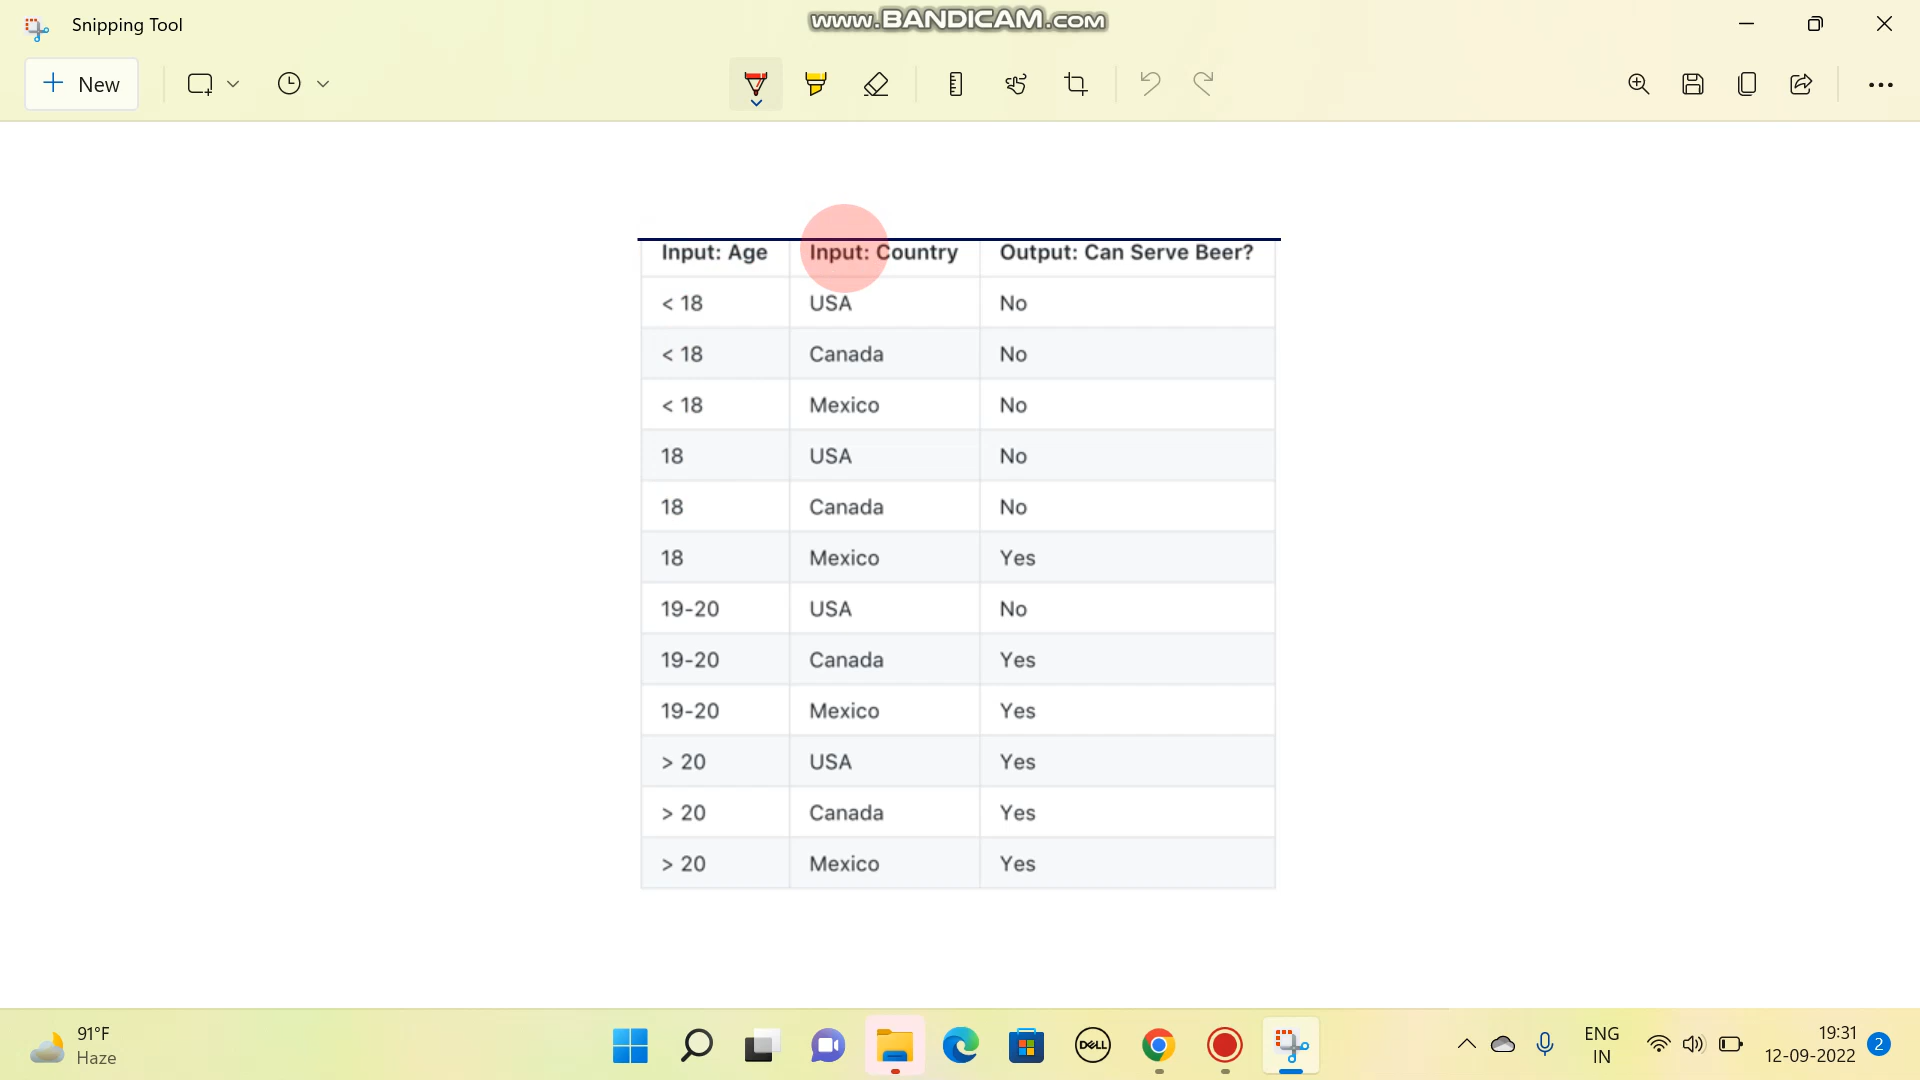 Snipping Tool
www.BANDICAM.com
New
Input: Age Input: Country Output: Can Serve Beer?
< 18 USA No
< 18 Canada No
< 18 Mexico No
18 USA No
18 Canada No
18 Mexico Yes
19-20 USA No
19-20 Canada Yes
19-20 Mexico Yes
> 20 USA Yes
> 20 Canada Yes
> 20 Mexico Yes
91°F
Haze
DELL
ENG
IN
19:31
12-09-2022
2